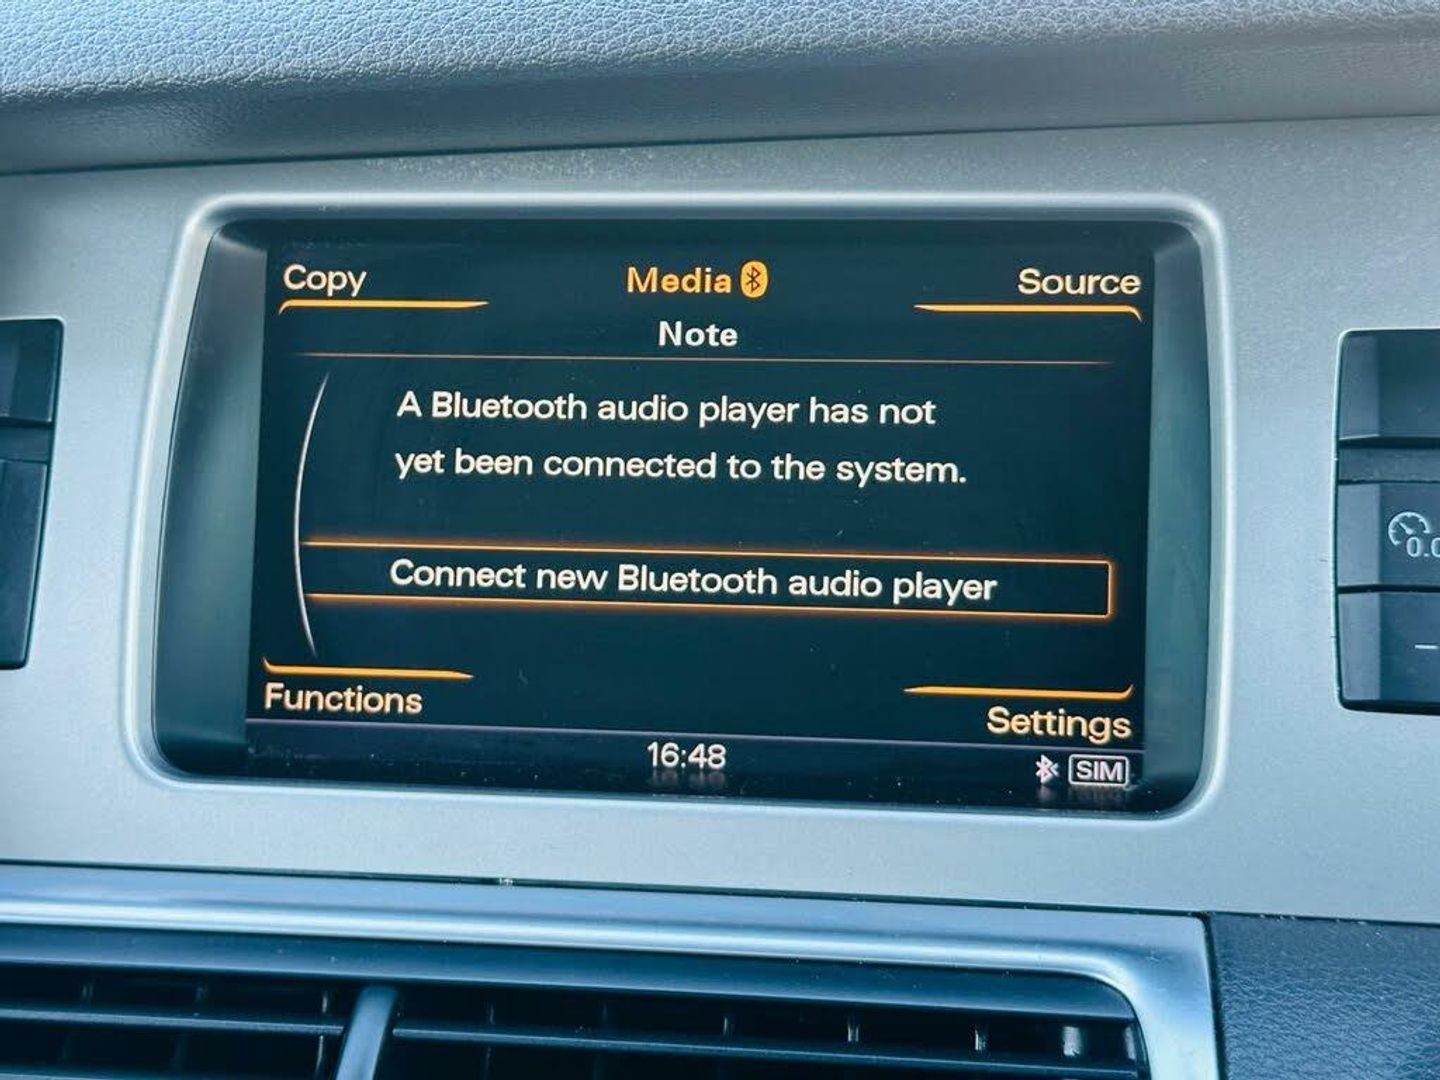 Copy Media Source
Note
A Bluetooth audio player has not
yet been connected to the system.
Connect new Bluetooth audio player
Functions
Settings
16:48
SIM